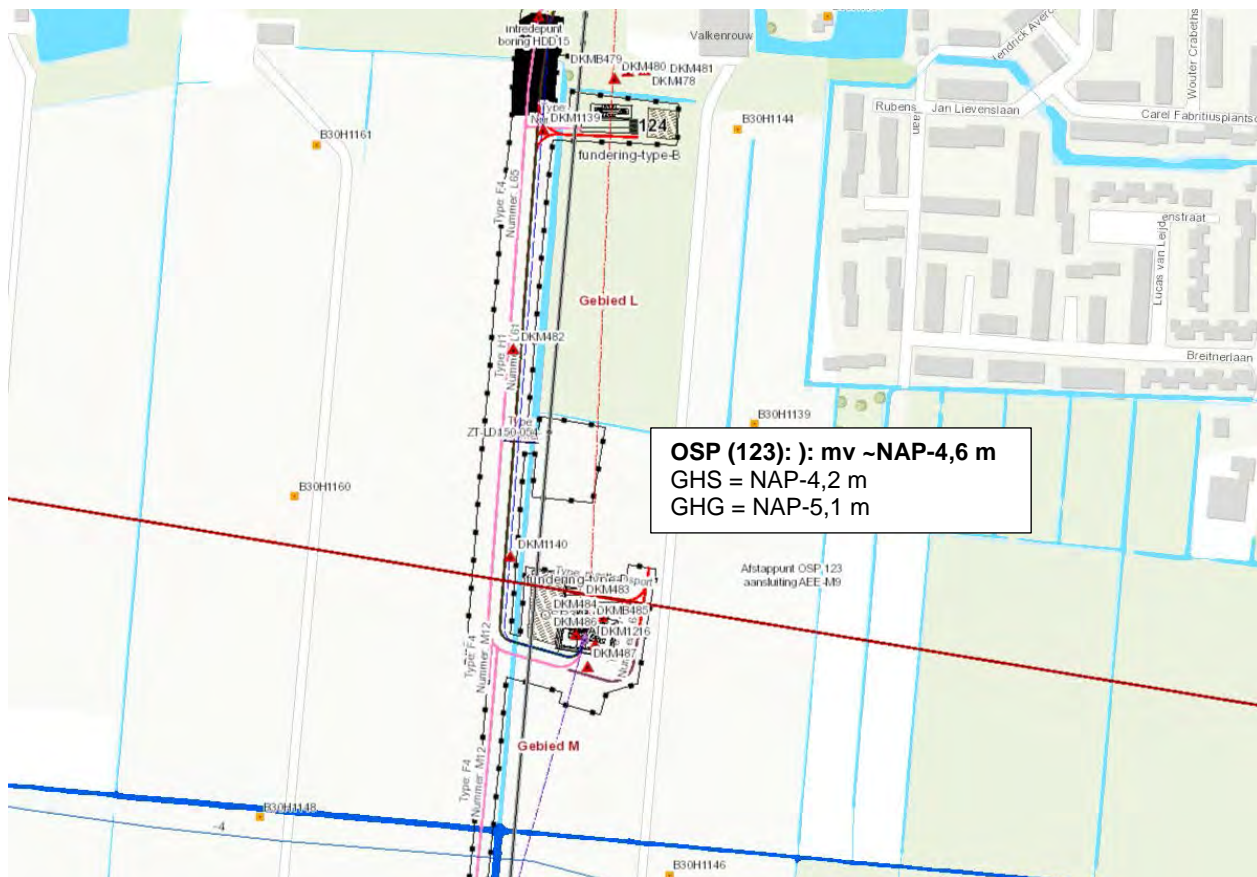 intredepunt
boring HDD15
Valkenrouw
DKMB479
DKM480
DKM481
DKM478
Wouter Crabeths
Rubens
laan
Jan Lievenslaan
Carel Fabritiusplantso
B30H1161
DKM1139
124
B30H1144
fundering-type-B
Type: F4
Nummer: L65
enstraat
Lucas van Leijd
Gebied L
DKM482
Type: H1
Nummer: L61
Breitnerlaan
Type:
ZT-LD150-054
B30H1139
OSP (123): ): mv ~NAP-4,6 m
GHS = NAP-4,2 m
GHG = NAP-5,1 m
B30H1160
DKM1140
Afstappunt OSP 123
aansluiting AEE-M9
DKM483
DKM484
DKMB485
DKM486
DKM1216
DKM487
Type: F4
Nummer: M12
Gebied M
Type: F4
Nummer: M12
B30H1148
-4
B30H1146